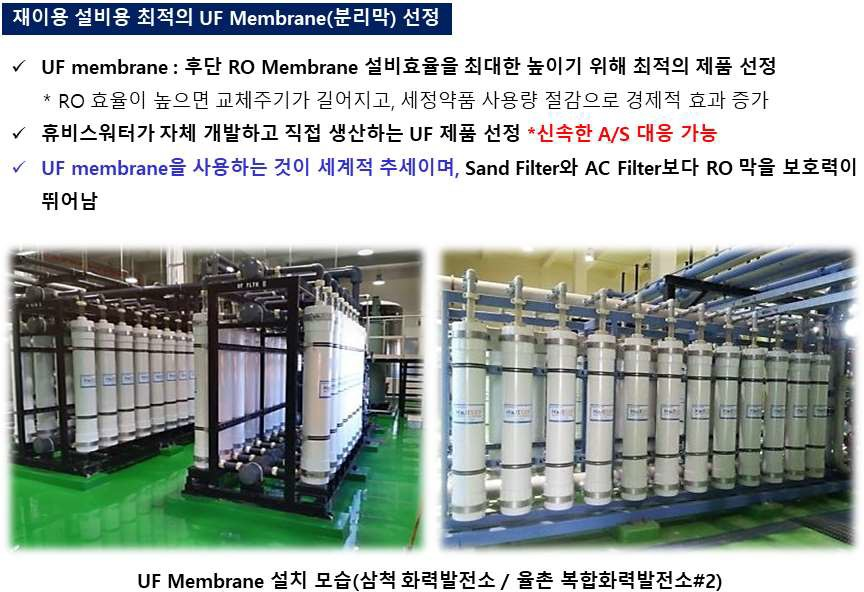 재이용 설비용 최적의 UF Membrane(분리막) 선정
✓ UF membrane : 후단 RO Membrane 설비효율을 최대한 높이기 위해 최적의 제품 선정
* RO 효율이 높으면 교체주기가 길어지고, 세정약품 사용량 절감으로 경제적 효과 증가
✓ 휴비스워터가 자체 개발하고 직접 생산하는 UF 제품 선정 *신속한 A/S 대응 가능
✓ UF membrane을 사용하는 것이 세계적 추세이며, Sand Filter와 AC Filter보다 RO 막을 보호력이
뛰어남
UF Membrane 설치 모습(삼척 화력발전소 / 율촌 복합화력발전소#2)